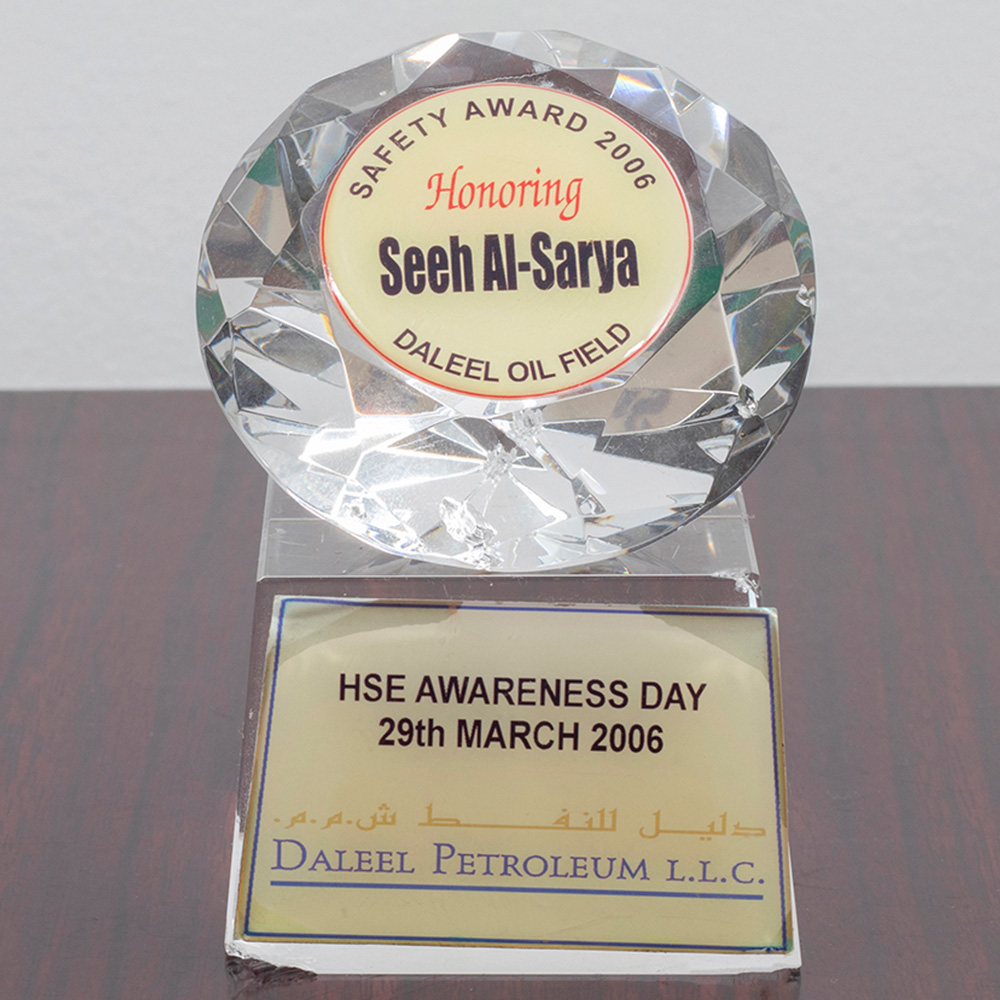 SAFETY AWARD 2006
Honoring
Seeh Al-Sarya
DALEEL OIL FIELD
HSE AWARENESS DAY
29th MARCH 2006
دليل للنفط ش.م.م.
DALEEL PETROLEUM L.L.C.